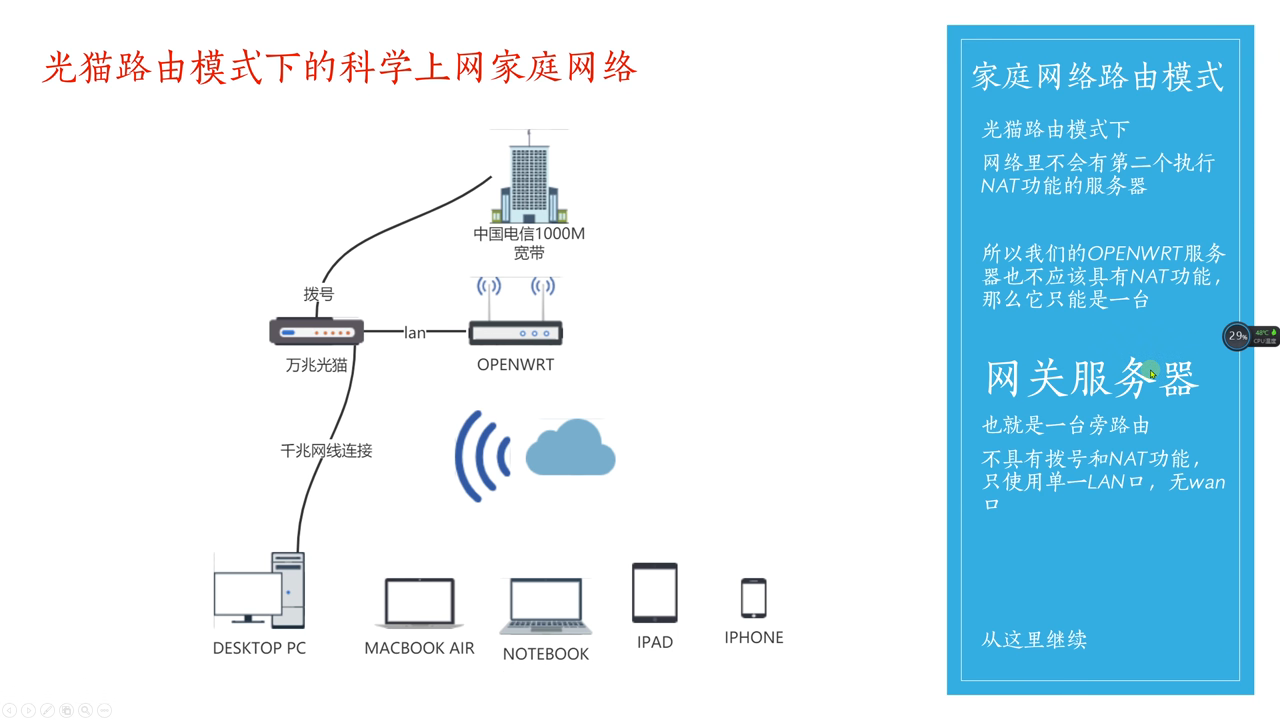 光猫路由模式下的科学上网家庭网络
中国电信1000M
宽带
拨号
lan
万兆光猫
OPENWRT
千兆网线连接
DESKTOP PC
MACBOOK AIR
NOTEBOOK
IPAD
IPHONE
家庭网络路由模式
光猫路由模式下
网络里不会有第二个执行
NAT功能的服务器
所以我们的OPENWRT服务
器也不应该具有NAT功能，
那么它只能是一台
网关服务器
也就是一台旁路由
不具有拨号和NAT功能，
只使用单一LAN口，无wan
口
从这里继续
29%
48℃
CPU温度